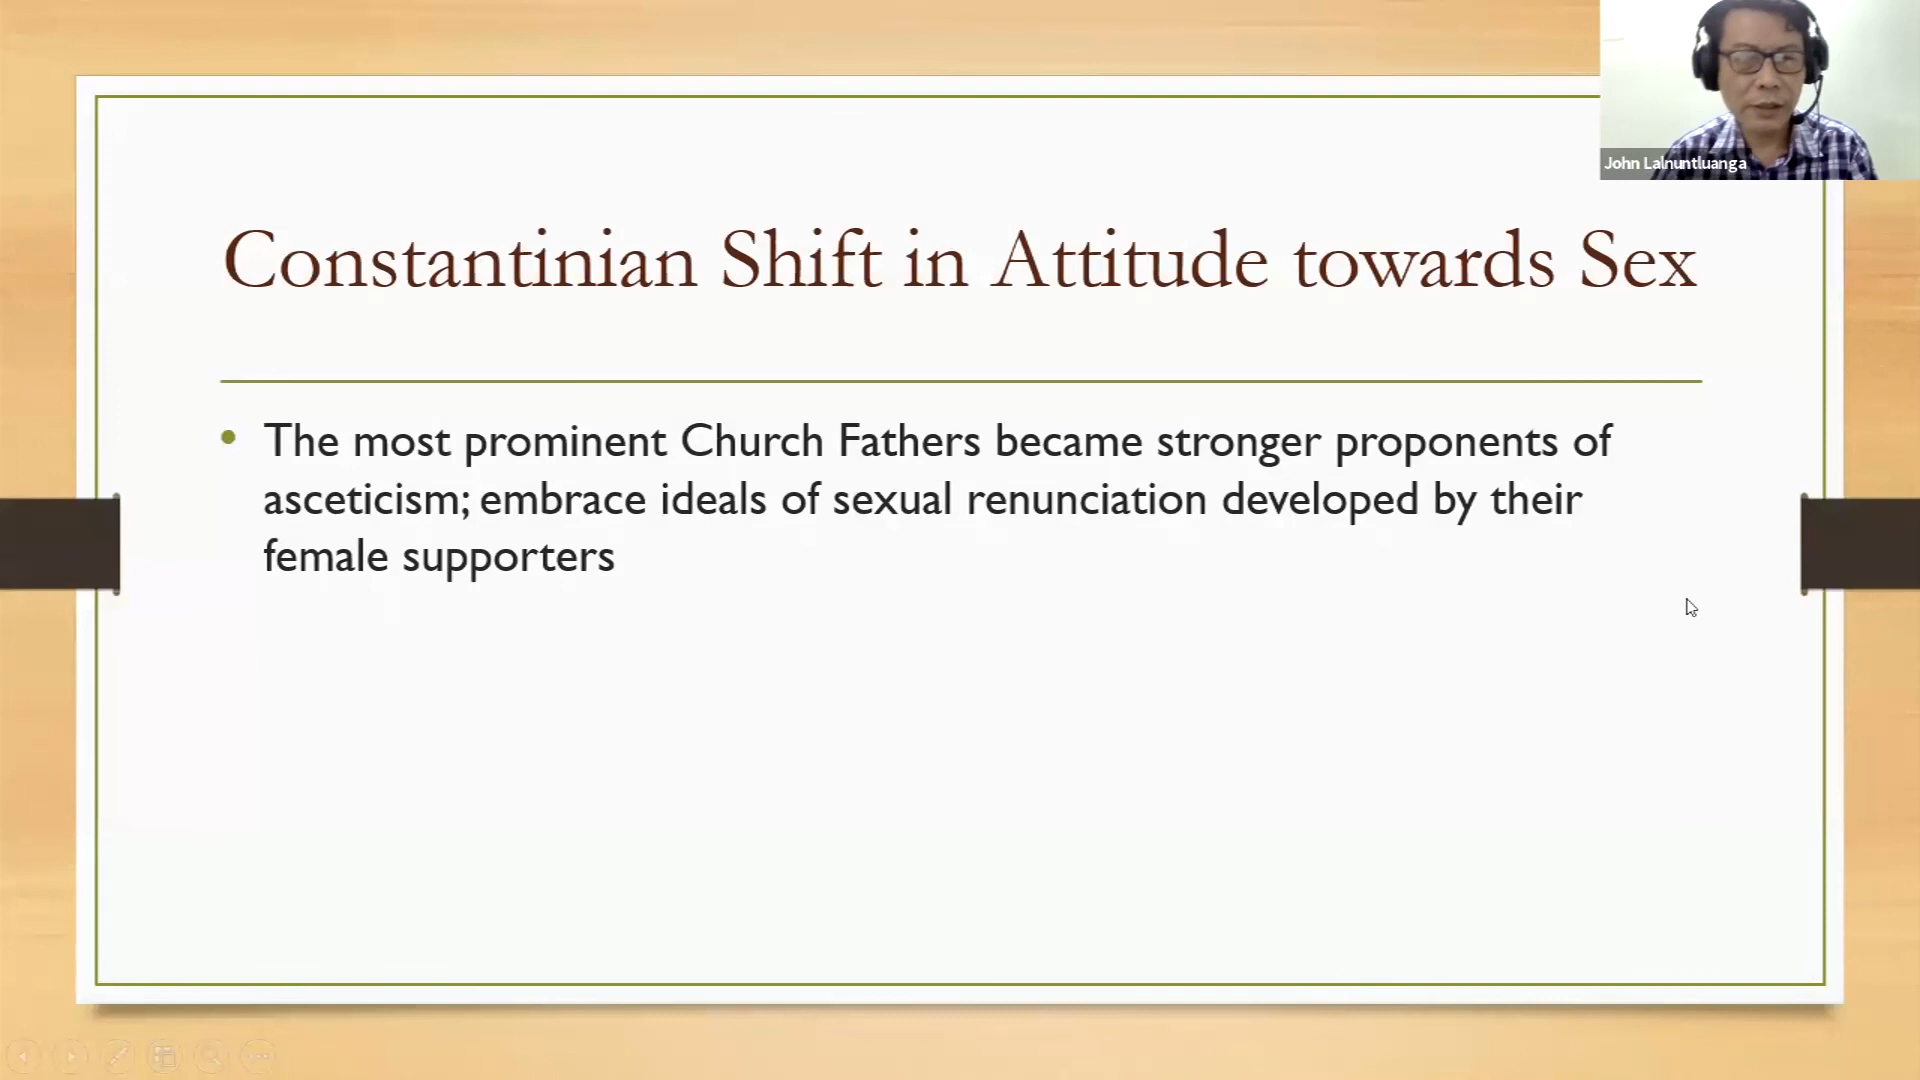 John Lalnuntluanga
Constantinian Shift in Attitude towards Sex
• The most prominent Church Fathers became stronger proponents of
asceticism; embrace ideals of sexual renunciation developed by their
female supporters